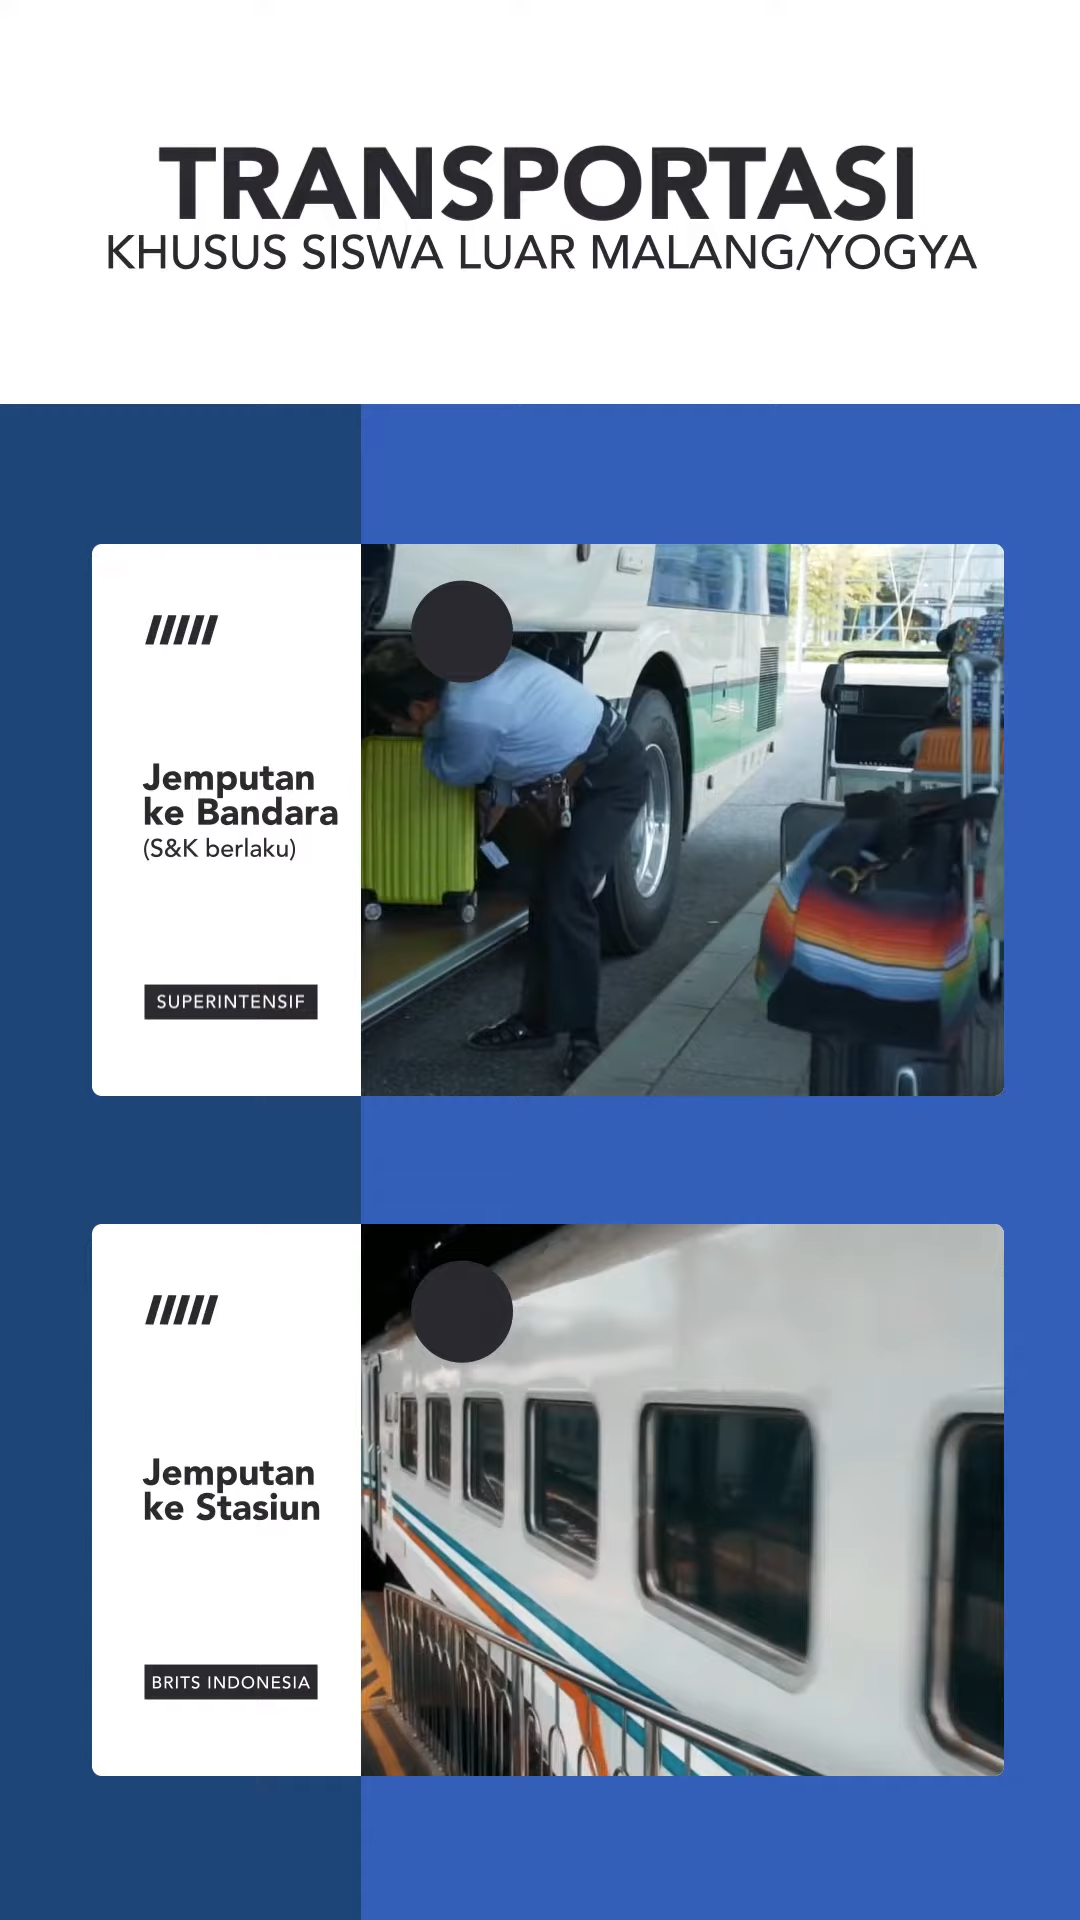 TRANSPORTASI
KHUSUS SISWA LUAR MALANG/YOGYA
Jemputan
ke Bandara
(S&K berlaku)
SUPERINTENSIF
Jemputan
ke Stasiun
BRITS INDONESIA